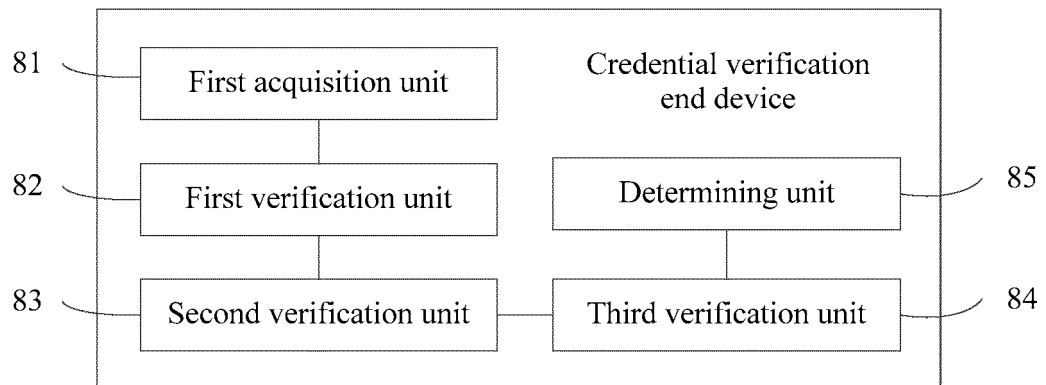 81
First acquisition unit
Credential verification
end device
82
First verification unit
Determining unit
85
83
Second verification unit
Third verification unit
84